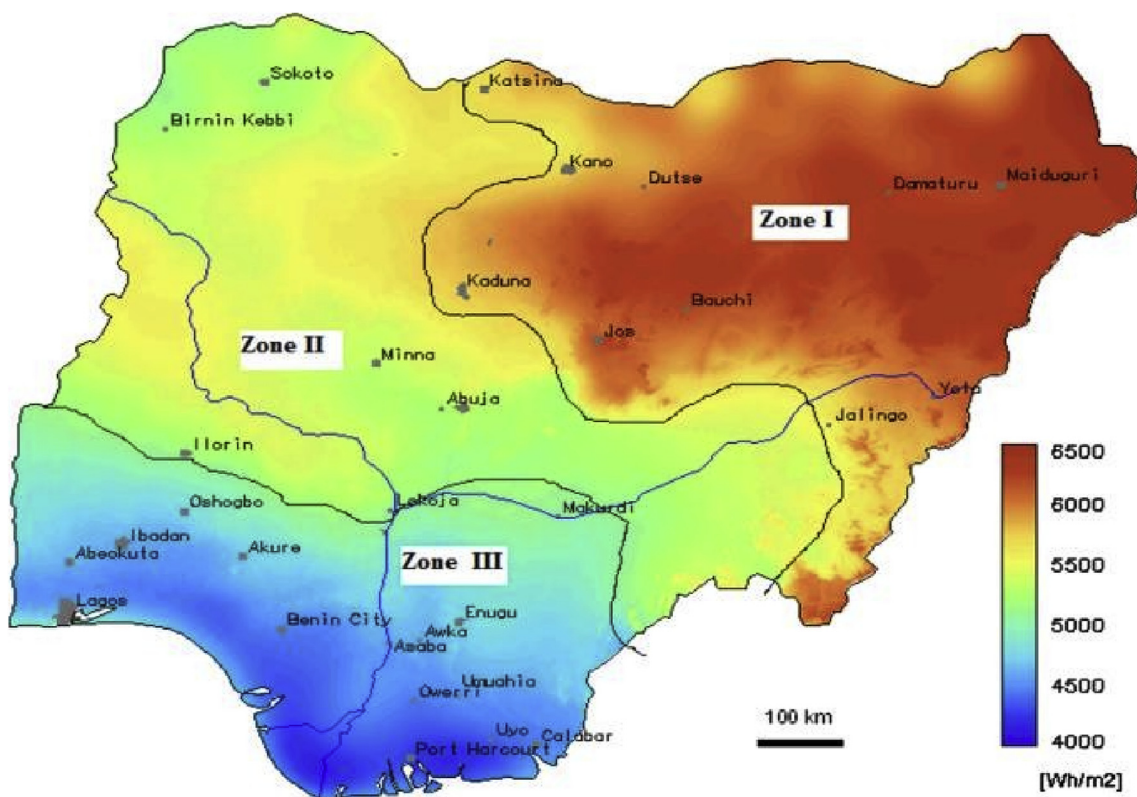 Sokoto
Katsina
Birnin Kebbi
Kano
Dutse
Damaturu
Maiduguri
Zone I
Kaduna
Bauchi
Jos
Zone II
Minna
Abuja
Yola
Jalingo
Ilorin
Lokoja
Makurdi
Oshogbo
Ibadan
Abeokuta
Akure
Zone III
Lagos
Benin City
Enugu
Awka
Asaba
Umuahia
Owerri
Uyo
Calabar
Port Harcourt
100 km
6500
6000
5500
5000
4500
4000
[Wh/m2]